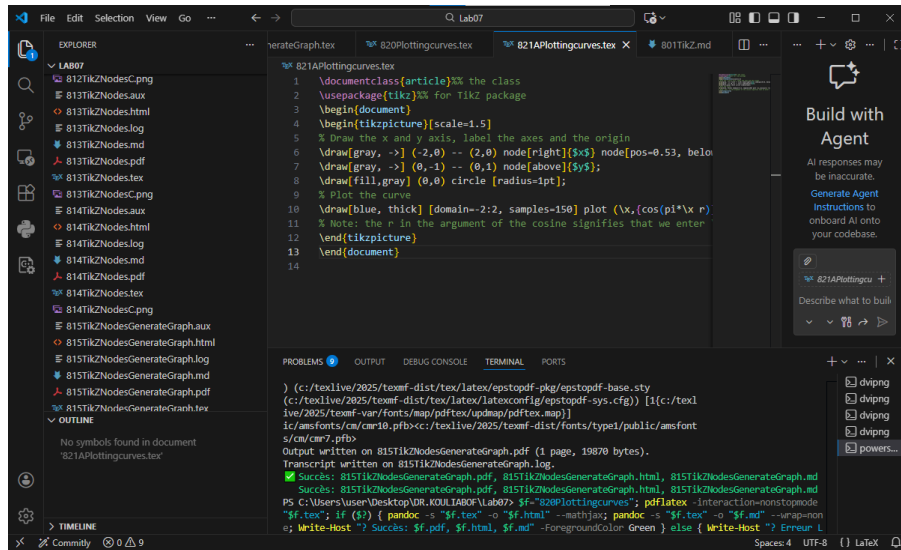 File Edit Selection View Go ··· Lab07
EXPLORER ···
LAB07
812TikZNodesC.png
813TikZNodes.aux
813TikZNodes.html
813TikZNodes.log
813TikZNodes.md
813TikZNodes.pdf
813TikZNodes.tex
813TikZNodesC.png
814TikZNodes.aux
814TikZNodes.html
814TikZNodes.log
814TikZNodes.md
814TikZNodes.pdf
814TikZNodes.tex
814TikZNodesC.png
815TikZNodesGenerateGraph.aux
815TikZNodesGenerateGraph.html
815TikZNodesGenerateGraph.log
815TikZNodesGenerateGraph.md
815TikZNodesGenerateGraph.pdf
815TikZNodesGenerateGraph.tex
OUTLINE
No symbols found in document
'821APlottingcurves.tex'
TIMELINE
nerateGraph.tex 820Plottingcurves.tex 821APlottingcurves.tex 801TikZ.md ···
821APlottingcurves.tex
1 \documentclass{article}%% the class
2 \usepackage{tikz}%% for TikZ package
3 \begin{document}
4 \begin{tikzpicture}[scale=1.5]
5 % Draw the x and y axis, label the axes and the origin
6 \draw[gray, ->] (-2,0) -- (2,0) node[right]{$x$} node[pos=0.53, belo
7 \draw[gray, ->] (0,-1) -- (0,1) node[above]{$y$};
8 \draw[fill,gray] (0,0) circle [radius=1pt];
9 % Plot the curve
10 \draw[blue, thick] [domain=-2:2, samples=150] plot (\x,{cos(pi*\x r)
11 % Note: the r in the argument of the cosine signifies that we enter
12 \end{tikzpicture}
13 \end{document}
14
Build with
Agent
AI responses may
be inaccurate.
Generate Agent
Instructions to
onboard AI onto
your codebase.
821APlottingcu +
Describe what to buil
PROBLEMS 9 OUTPUT DEBUG CONSOLE TERMINAL PORTS
) (c:/texlive/2025/texmf-dist/tex/latex/epstopdf-pkg/epstopdf-base.sty
(c:/texlive/2025/texmf-dist/tex/latex/latexconfig/epstopdf-sys.cfg)) [1{c:/texl
ive/2025/texmf-var/fonts/map/pdftex/updmap/pdftex.map}]
ic/amsfonts/cm/cmr10.pfb><c:/texlive/2025/texmf-dist/fonts/type1/public/amsfont
s/cm/cmr7.pfb>
Output written on 815TikZNodesGenerateGraph.pdf (1 page, 19870 bytes).
Transcript written on 815TikZNodesGenerateGraph.log.
✅ Succès: 815TikZNodesGenerateGraph.pdf, 815TikZNodesGenerateGraph.html, 815TikZNodesGenerateGraph.md
Succès: 815TikZNodesGenerateGraph.pdf, 815TikZNodesGenerateGraph.html, 815TikZNodesGenerateGraph.md
PS C:\Users\user\Desktop\DR.KOULIABOF\Lab07> $f="820Plottingcurves"; pdflatex -interaction=nonstopmode
"$f.tex"; if ($?) { pandoc -s "$f.tex" -o "$f.html" --mathjax; pandoc -s "$f.tex" -o "$f.md" --wrap=non
e; Write-Host "? Succès: $f.pdf, $f.html, $f.md" -ForegroundColor Green } else { Write-Host "? Erreur L
dvipng
dvipng
dvipng
dvipng
powers...
Commitly 0 9 Spaces: 4 UTF-8 {} LaTeX